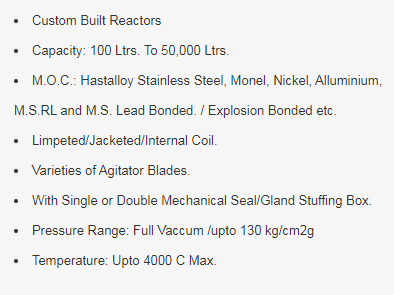 • Custom Built Reactors
• Capacity: 100 Ltrs. To 50,000 Ltrs.
• M.O.C.: Hastalloy Stainless Steel, Monel, Nickel, Alluminium,
M.S.RL and M.S. Lead Bonded. / Explosion Bonded etc.
• Limpeted/Jacketed/Internal Coil.
• Varieties of Agitator Blades.
• With Single or Double Mechanical Seal/Gland Stuffing Box.
• Pressure Range: Full Vaccum /upto 130 kg/cm2g
• Temperature: Upto 4000 C Max.